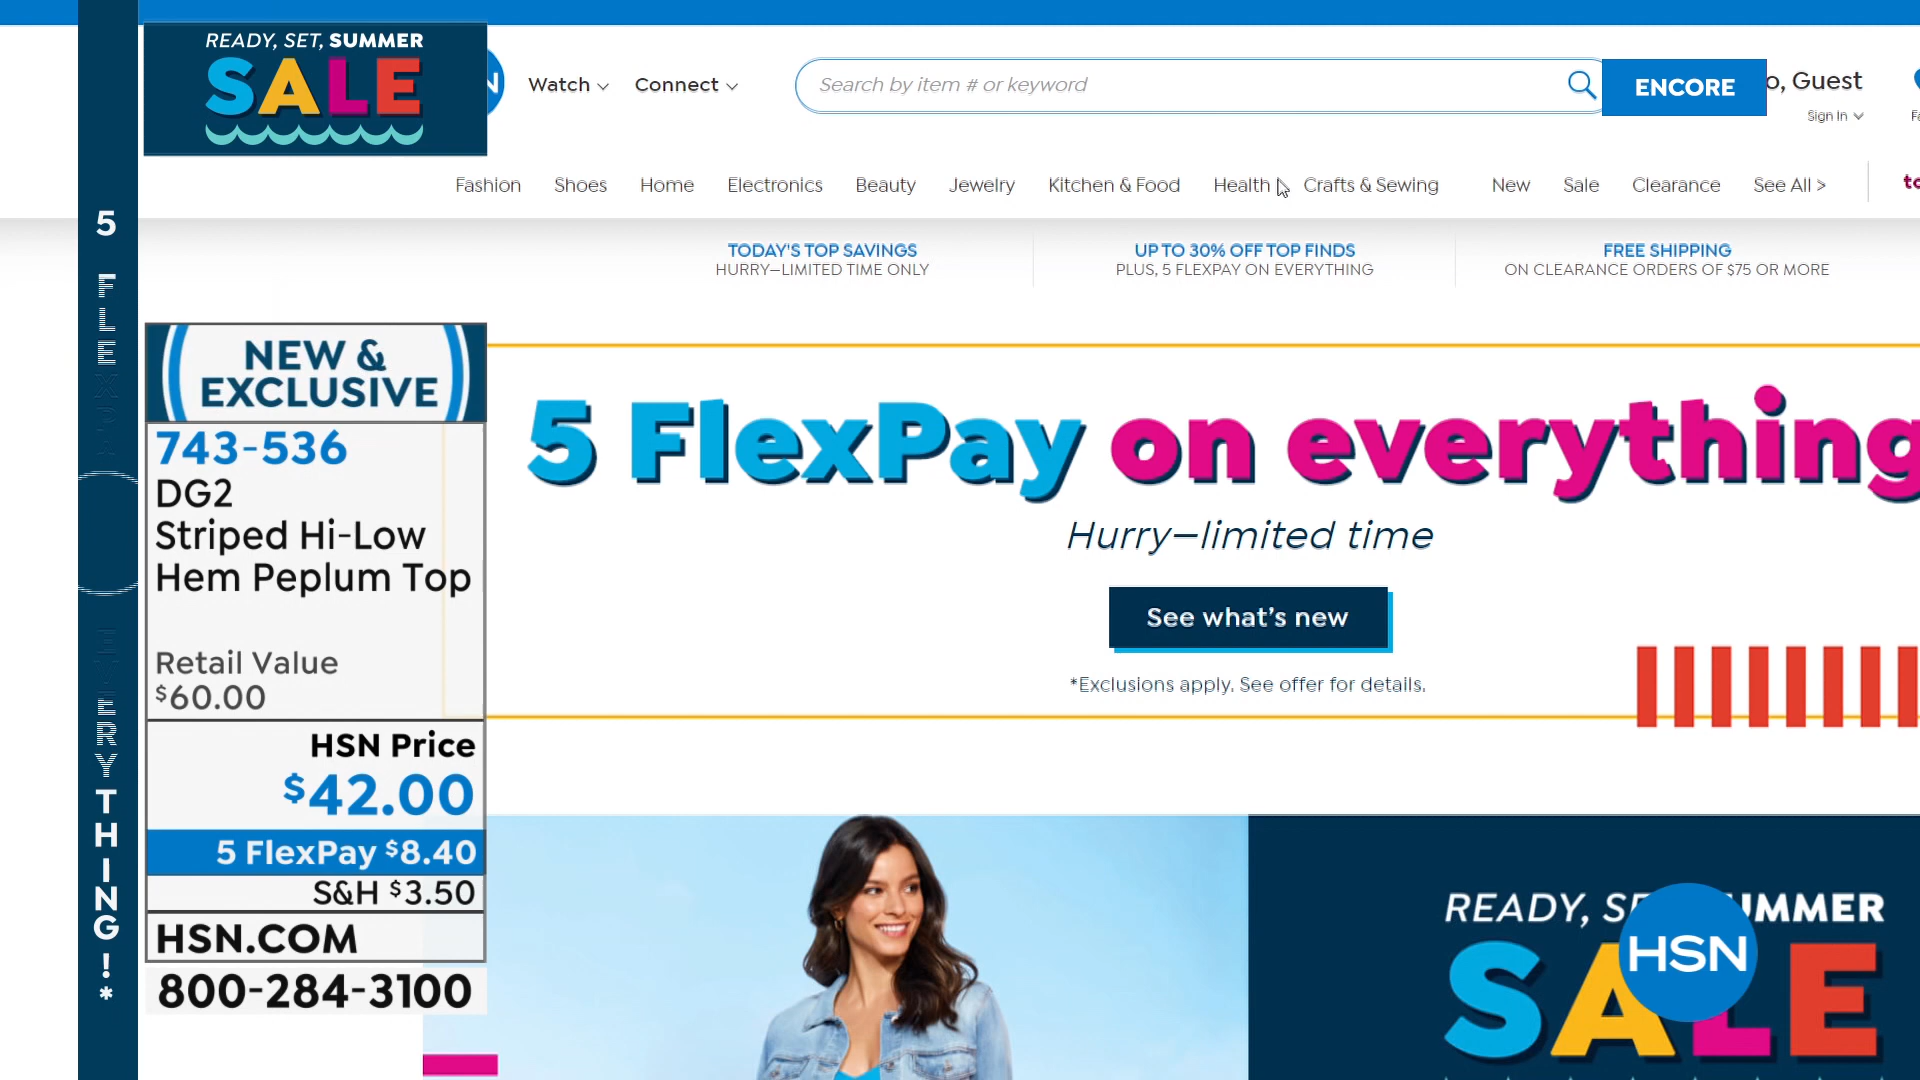 READY, SET, SUMMER
SALE
Watch
Connect
Search by item # or keyword
ENCORE
o, Guest
Sign In
Fashion
Shoes
Home
Electronics
Beauty
Jewelry
Kitchen & Food
Health
Crafts & Sewing
New
Sale
Clearance
See All >
TODAY'S TOP SAVINGS
HURRY—LIMITED TIME ONLY
UP TO 30% OFF TOP FINDS
PLUS, 5 FLEXPAY ON EVERYTHING
FREE SHIPPING
ON CLEARANCE ORDERS OF $75 OR MORE
NEW &
EXCLUSIVE
743-536
DG2
Striped Hi-Low
Hem Peplum Top
Retail Value
$60.00
HSN Price
$42.00
5 FlexPay $8.40
S&H $3.50
HSN.COM
800-284-3100
5 FlexPay on everything
Hurry—limited time
See what's new
*Exclusions apply. See offer for details.
READY, SUMMER
SALE
HSN